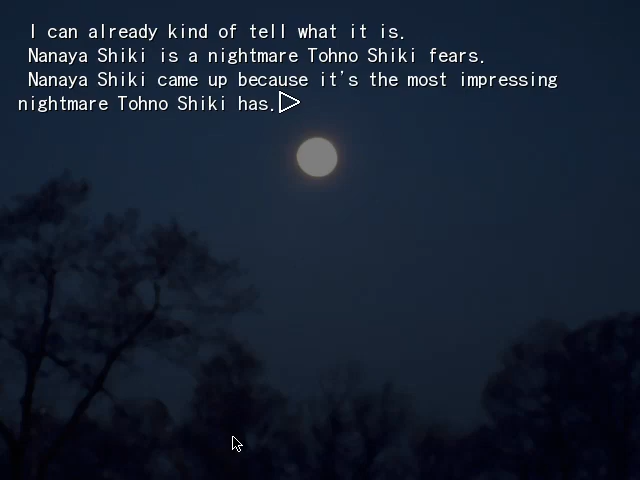 I can already kind of tell what it is.
Nanaya Shiki is a nightmare Tohno Shiki fears.
Nanaya Shiki came up because it's the most impressing
nightmare Tohno Shiki has.